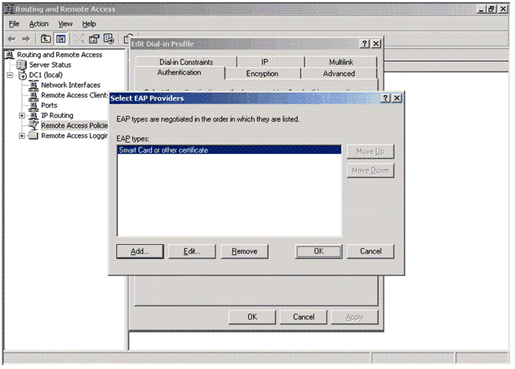 Routing and Remote Access
File Action View Help
Routing and Remote Access
Server Status
DC1 (local)
Network Interfaces
Remote Access Client
Ports
IP Routing
Remote Access Policie
Remote Access Loggin
Edit Dial-in Profile
Dial-in Constraints
IP
Multilink
Authentication
Encryption
Advanced
Select EAP Providers
EAP types are negotiated in the order in which they are listed.
EAP types:
Smart Card or other certificate
Move Up
Move Down
Add...
Edit...
Remove
OK
Cancel
OK
Cancel
Apply